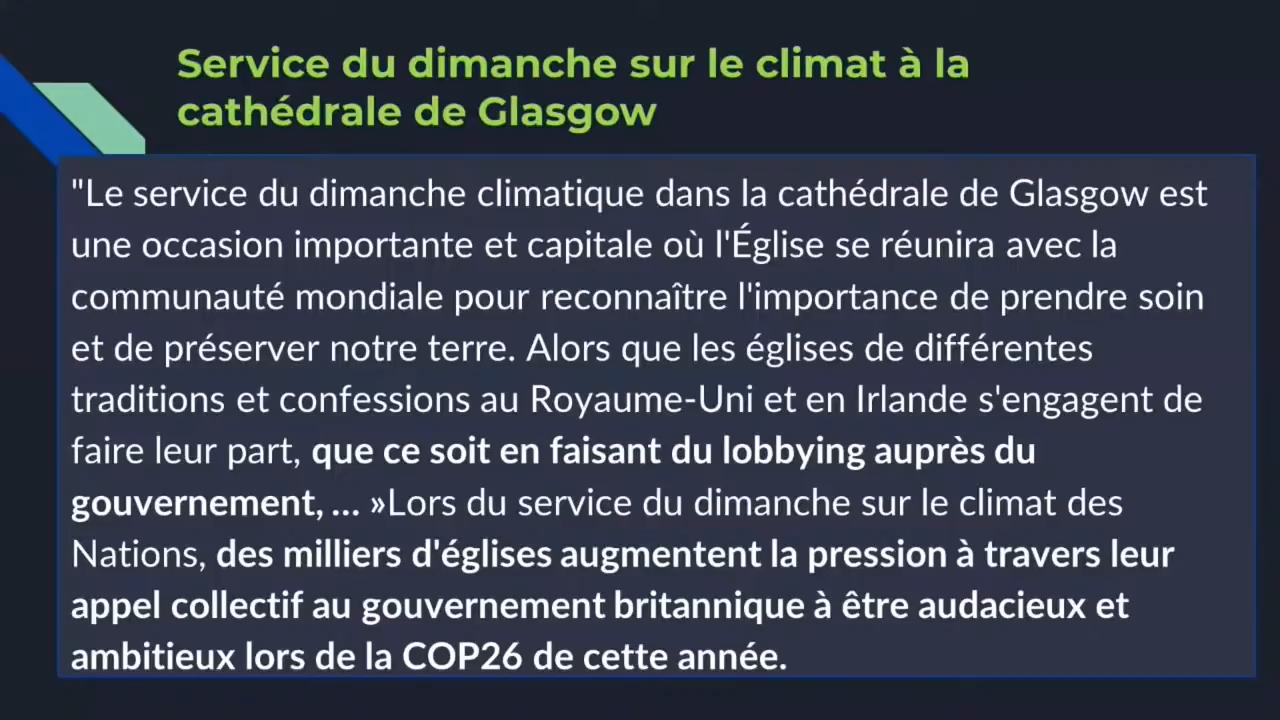 Service du dimanche sur le climat à la
cathédrale de Glasgow
"Le service du dimanche climatique dans la cathédrale de Glasgow est
une occasion importante et capitale où l'Église se réunira avec la
communauté mondiale pour reconnaître l'importance de prendre soin
et de préserver notre terre. Alors que les églises de différentes
traditions et confessions au Royaume-Uni et en Irlande s'engagent de
faire leur part, que ce soit en faisant du lobbying auprès du
gouvernement, ... »Lors du service du dimanche sur le climat des
Nations, des milliers d'églises augmentent la pression à travers leur
appel collectif au gouvernement britannique à être audacieux et
ambitieux lors de la COP26 de cette année.